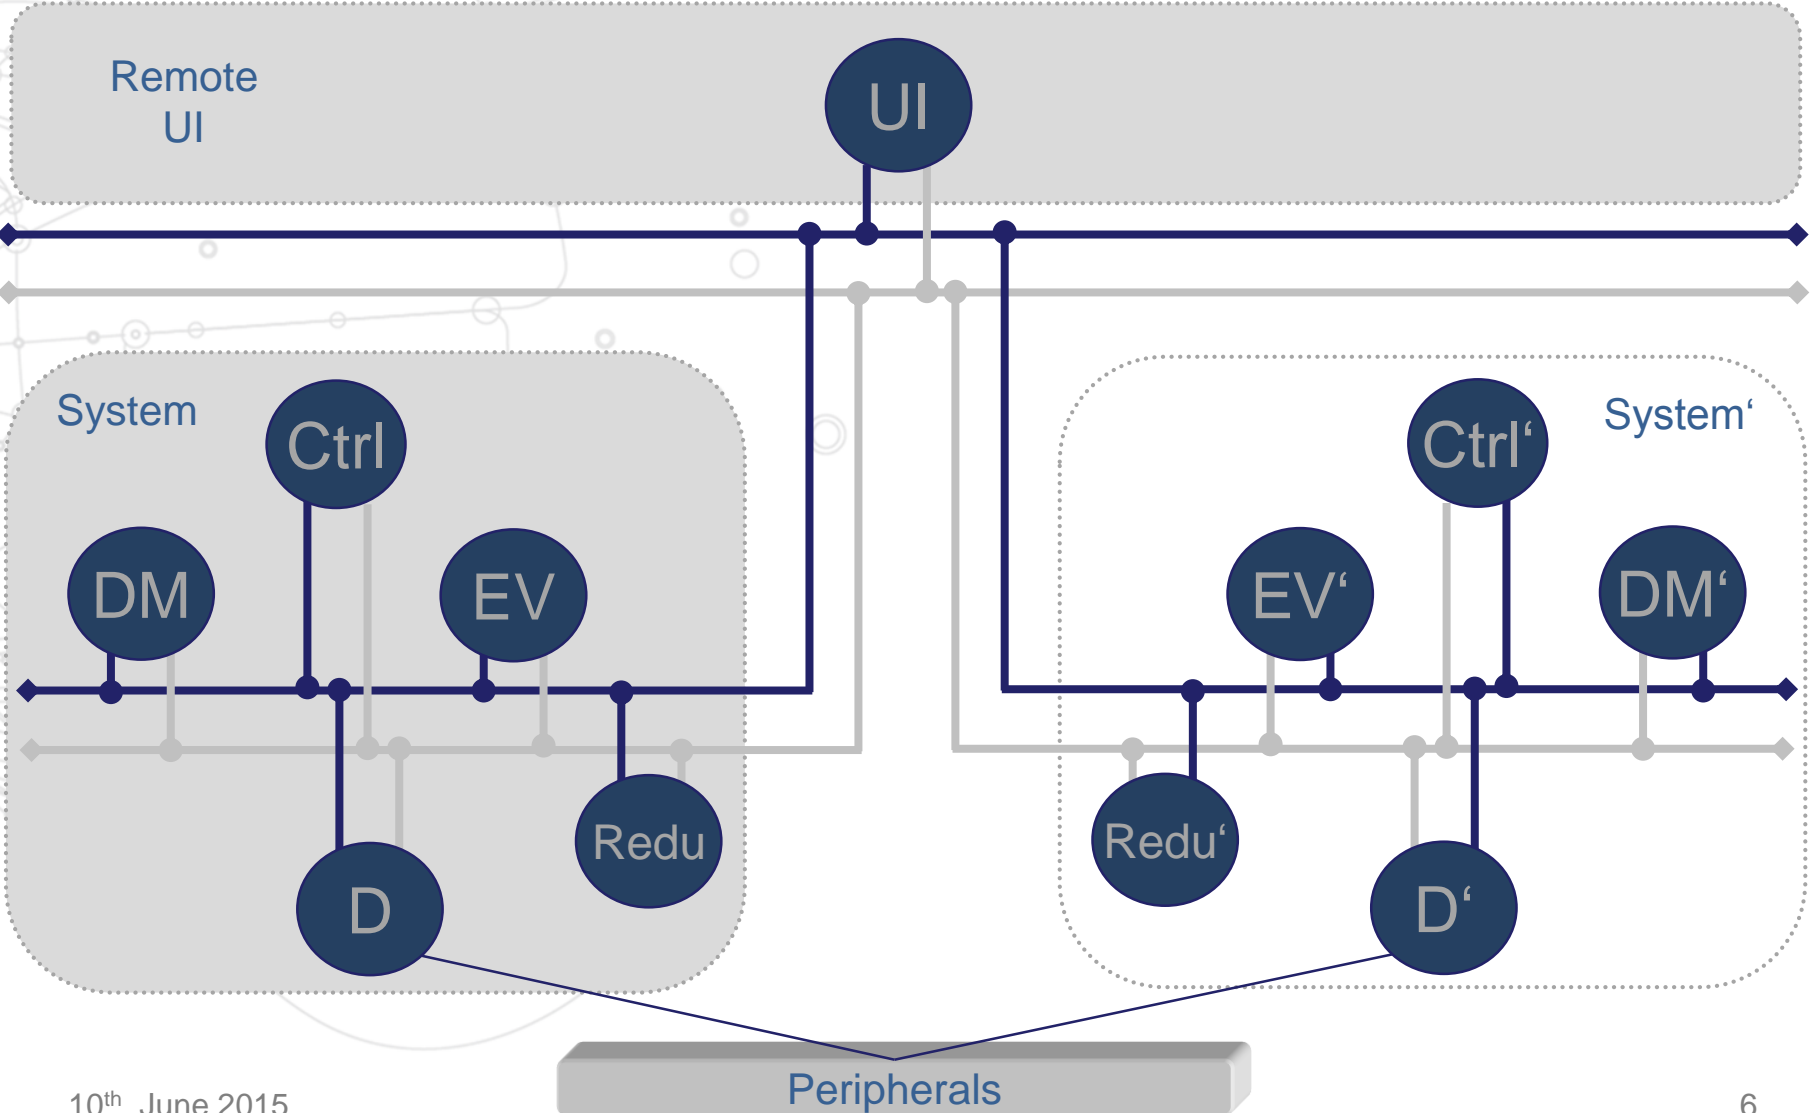 Remote
UI
UI
System
Ctrl
DM
EV
Redu
D
System‘
Ctrl‘
EV‘
DM‘
Redu‘
D‘
Peripherals
10th June 2015
6